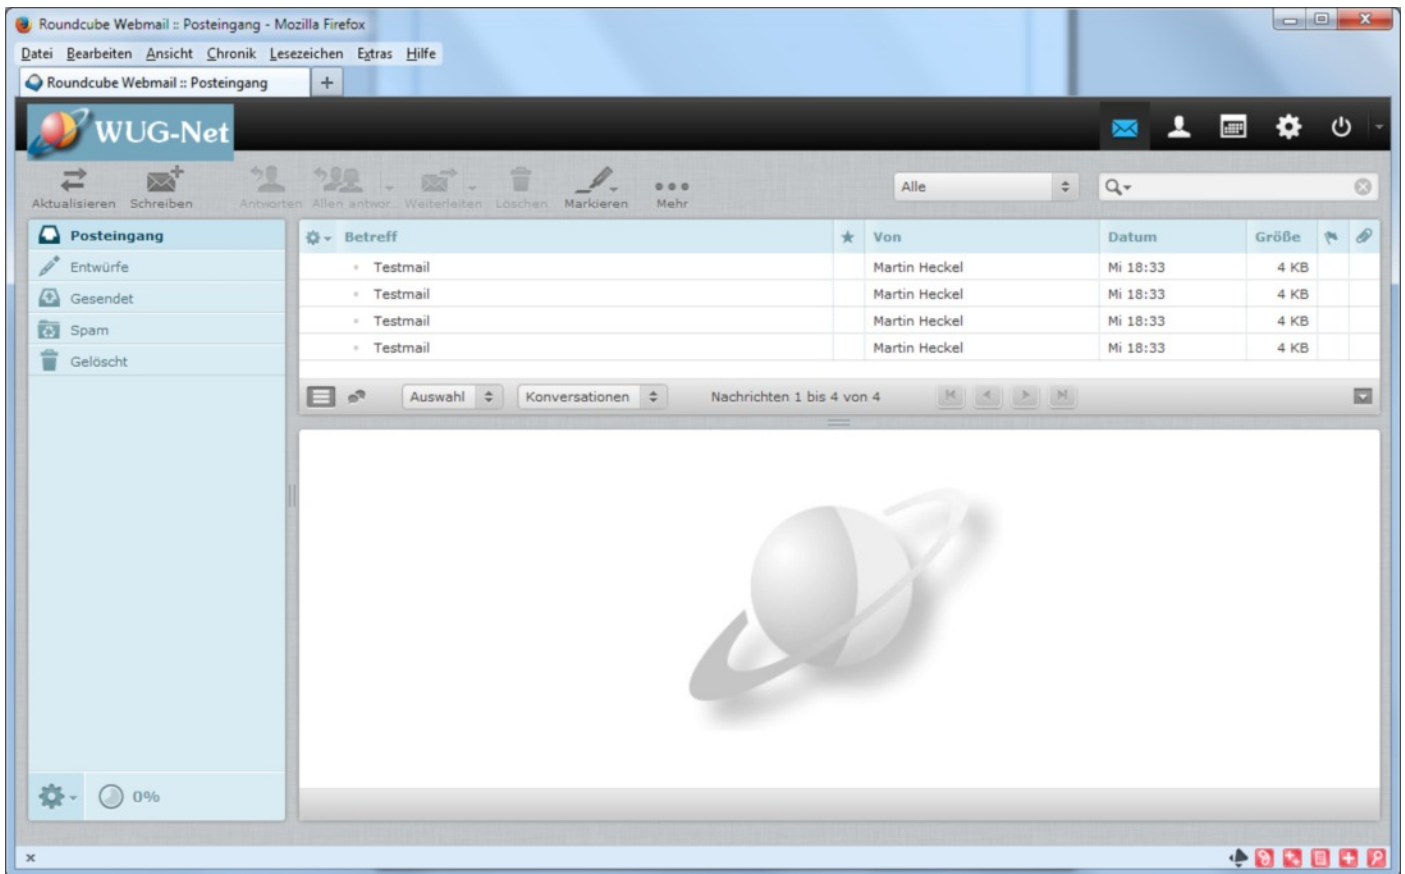 Roundcube Webmail :: Posteingang - Mozilla Firefox
Datei Bearbeiten Ansicht Chronik Lesezeichen Extras Hilfe
Roundcube Webmail :: Posteingang +
WUG-Net
Alle
Aktualisieren Schreiben Antworten Allen antwor... Weiterleiten Löschen Markieren Mehr
Posteingang
Entwürfe
Gesendet
Spam
Gelöscht
Betreff Von Datum Größe
Testmail Martin Heckel Mi 18:33 4 KB
Testmail Martin Heckel Mi 18:33 4 KB
Testmail Martin Heckel Mi 18:33 4 KB
Testmail Martin Heckel Mi 18:33 4 KB
Auswahl Konversationen Nachrichten 1 bis 4 von 4
0%